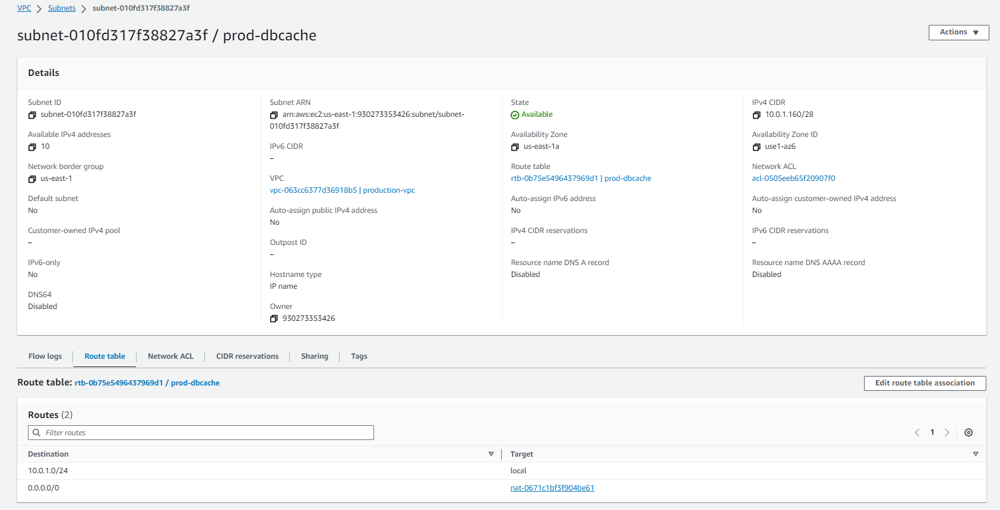 VPC > Subnets > subnet-010fd317f38827a3f
subnet-010fd317f38827a3f / prod-dbcache
Actions
Details
Subnet ID
subnet-010fd317f38827a3f
Available IPv4 addresses
10
Network border group
us-east-1
Default subnet
No
Customer-owned IPv4 pool
–
IPv6-only
No
DNS64
Disabled
Subnet ARN
arn:aws:ec2:us-east-1:930273353426:subnet/subnet-
010fd317f38827a3f
IPv6 CIDR
–
VPC
vpc-063cc6377d36918b5 | production-vpc
Auto-assign public IPv4 address
No
Outpost ID
–
Hostname type
IP name
Owner
930273353426
State
Available
Availability Zone
us-east-1a
Route table
rtb-0b75e5496437969d1 | prod-dbcache
Auto-assign IPv6 address
No
IPv4 CIDR reservations
–
Resource name DNS A record
Disabled
IPv4 CIDR
10.0.1.160/28
Availability Zone ID
use1-az6
Network ACL
acl-0505eeb65f20907f0
Auto-assign customer-owned IPv4 address
No
IPv6 CIDR reservations
–
Resource name DNS AAAA record
Disabled
Flow logs Route table Network ACL CIDR reservations Sharing Tags
Route table: rtb-0b75e5496437969d1 / prod-dbcache
Edit route table association
Routes (2)
Filter routes
1
Destination Target
10.0.1.0/24 local
0.0.0.0/0 nat-0671c1bf3f904be61